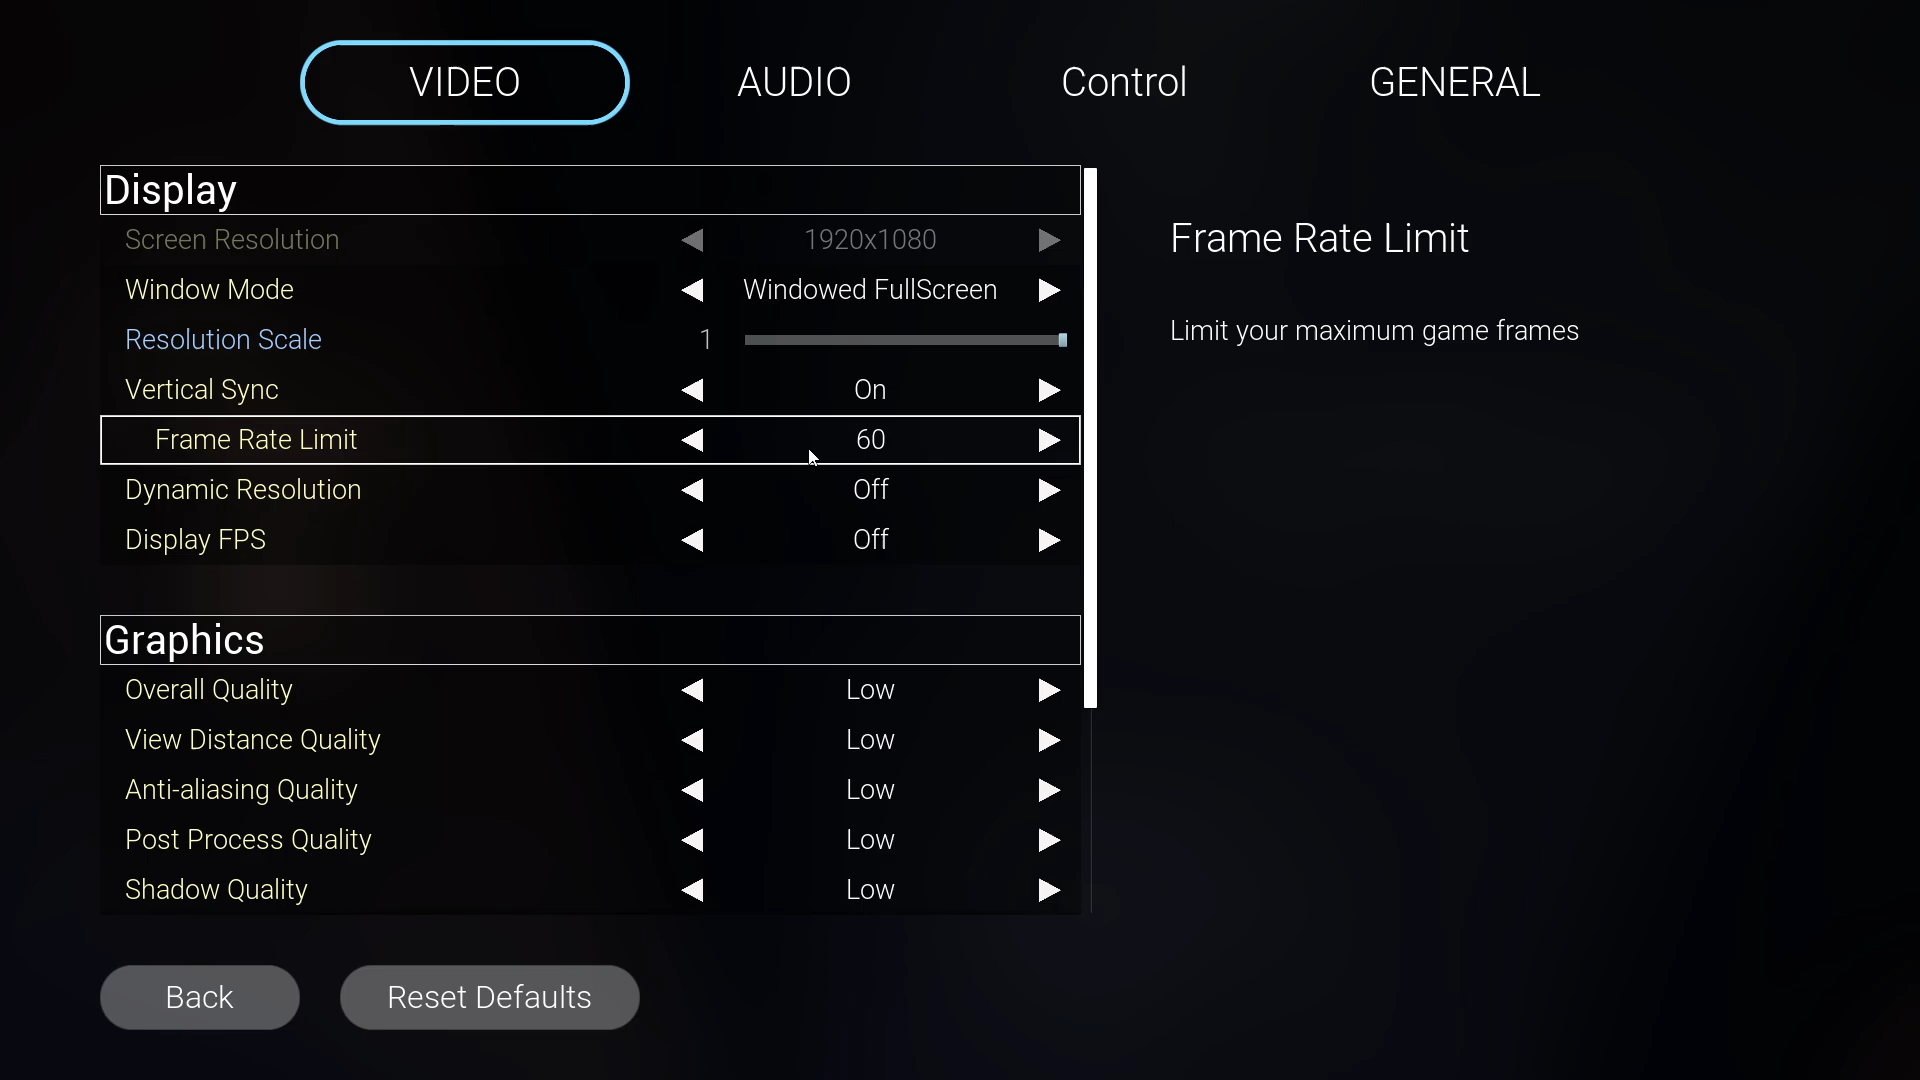 VIDEO AUDIO Control GENERAL
Display
Screen Resolution 1920x1080
Window Mode Windowed FullScreen
Resolution Scale 1
Vertical Sync On
Frame Rate Limit 60
Dynamic Resolution Off
Display FPS Off
Graphics
Overall Quality Low
View Distance Quality Low
Anti-aliasing Quality Low
Post Process Quality Low
Shadow Quality Low
Frame Rate Limit
Limit your maximum game frames
Back Reset Defaults